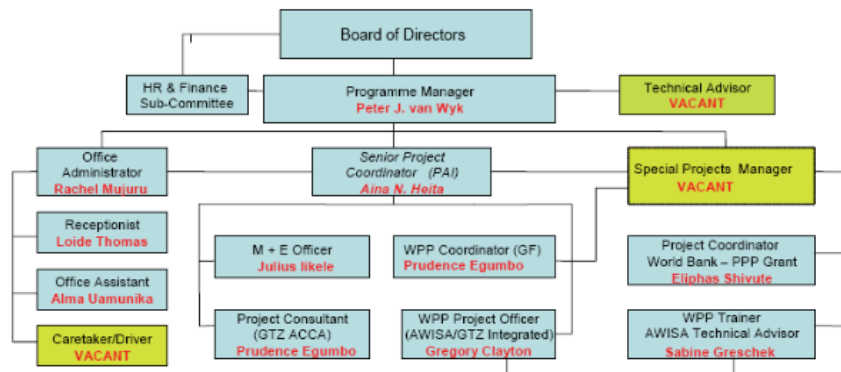 Board of Directors
HR & Finance
Sub-Committee
Programme Manager
Peter J. van Wyk
Technical Advisor
VACANT
Office
Administrator
Rachel Mujuru
Senior Project
Coordinator (PAI)
Aina N. Heita
Special Projects Manager
VACANT
Receptionist
Loide Thomas
M + E Officer
Julius Iikele
WPP Coordinator (GF)
Prudence Egumbo
Project Coordinator
World Bank – PPP Grant
Eliphas Shivute
Office Assistant
Alma Uamunika
Project Consultant
(GTZ ACCA)
Prudence Egumbo
WPP Project Officer
(AWISA/GTZ Integrated)
Gregory Clayton
WPP Trainer
AWISA Technical Advisor
Sabine Greschek
Caretaker/Driver
VACANT